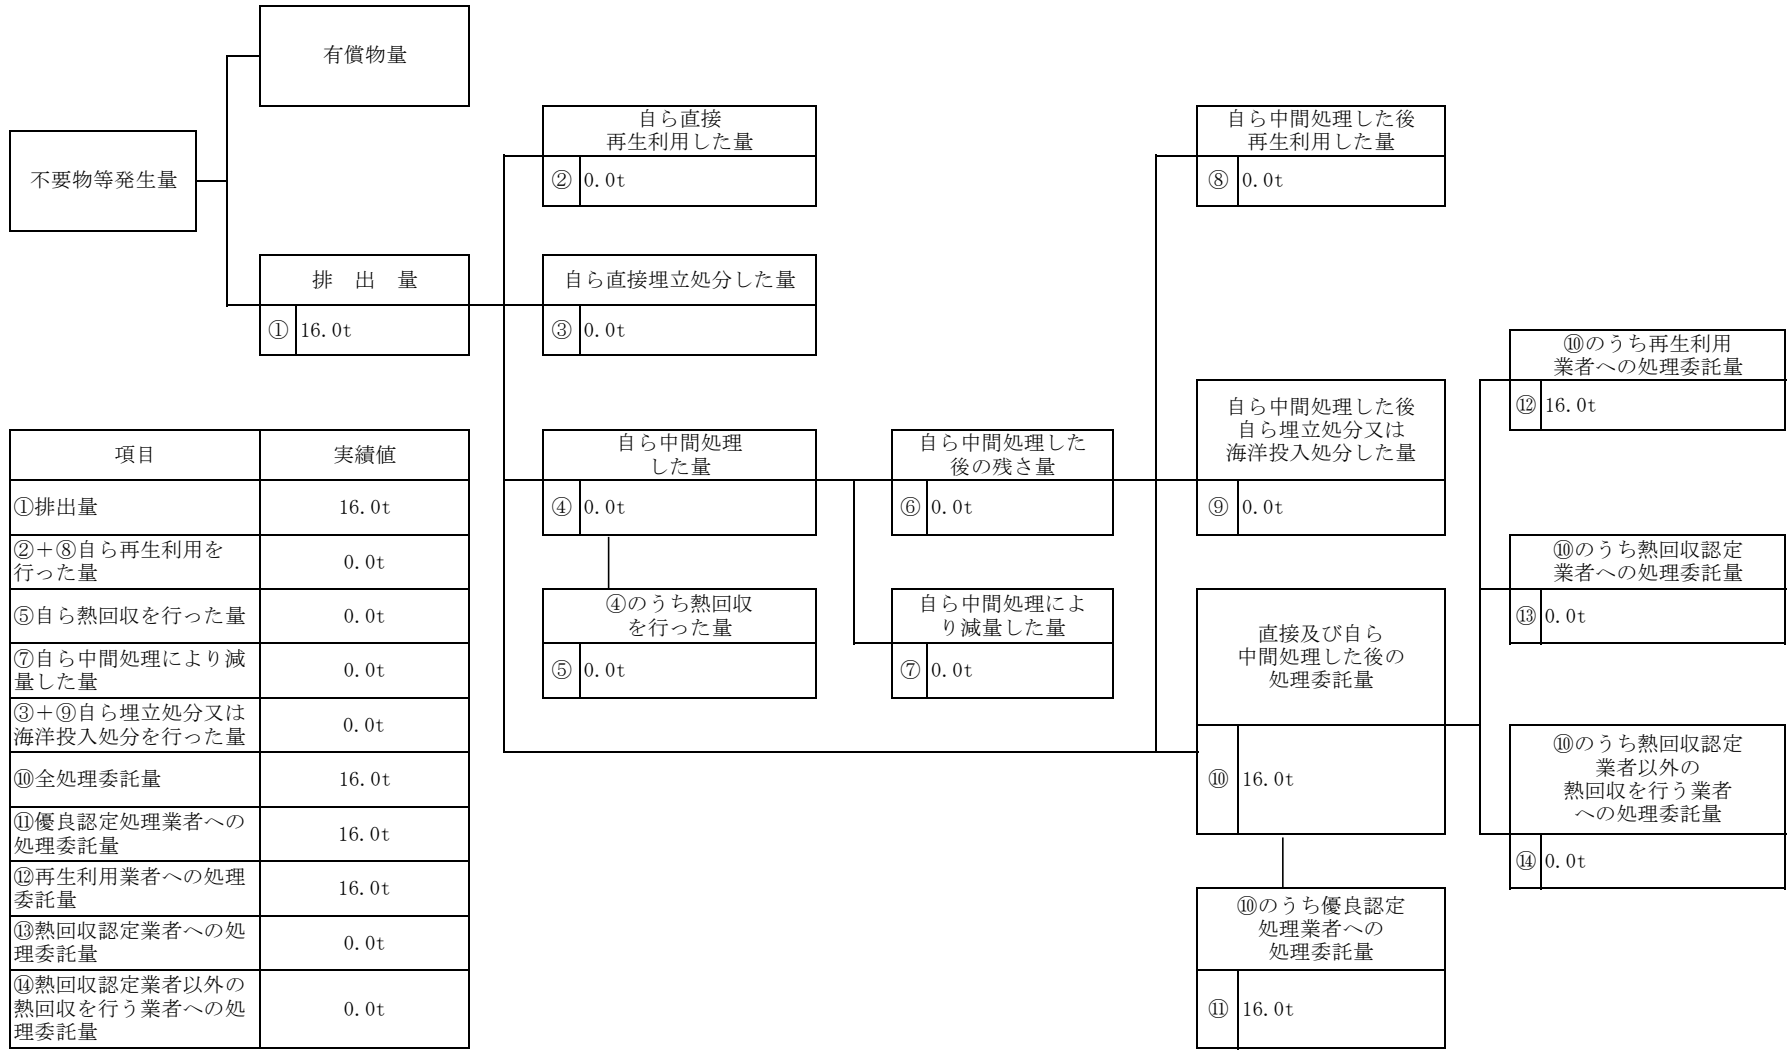 有償物量
不要物等発生量
排　出　量
① 16.0t
自ら直接
再生利用した量
② 0.0t
自ら直接埋立処分した量
③ 0.0t
自ら中間処理
した量
④ 0.0t
④のうち熱回収
を行った量
⑤ 0.0t
自ら中間処理した
後の残さ量
⑥ 0.0t
自ら中間処理によ
り減量した量
⑦ 0.0t
自ら中間処理した後
再生利用した量
⑧ 0.0t
自ら中間処理した後
自ら埋立処分又は
海洋投入処分した量
⑨ 0.0t
直接及び自ら
中間処理した後の
処理委託量
⑩ 16.0t
⑩のうち優良認定
処理業者への
処理委託量
⑪ 16.0t
⑩のうち再生利用
業者への処理委託量
⑫ 16.0t
⑩のうち熱回収認定
業者への処理委託量
⑬ 0.0t
⑩のうち熱回収認定
業者以外の
熱回収を行う業者
への処理委託量
⑭ 0.0t
項目 実績値
①排出量 16.0t
②＋⑧自ら再生利用を
行った量 0.0t
⑤自ら熱回収を行った量 0.0t
⑦自ら中間処理により減
量した量 0.0t
③＋⑨自ら埋立処分又は
海洋投入処分を行った量 0.0t
⑩全処理委託量 16.0t
⑪優良認定処理業者への
処理委託量 16.0t
⑫再生利用業者への処理
委託量 16.0t
⑬熱回収認定業者への処
理委託量 0.0t
⑭熱回収認定業者以外の
熱回収を行う業者への処
理委託量 0.0t